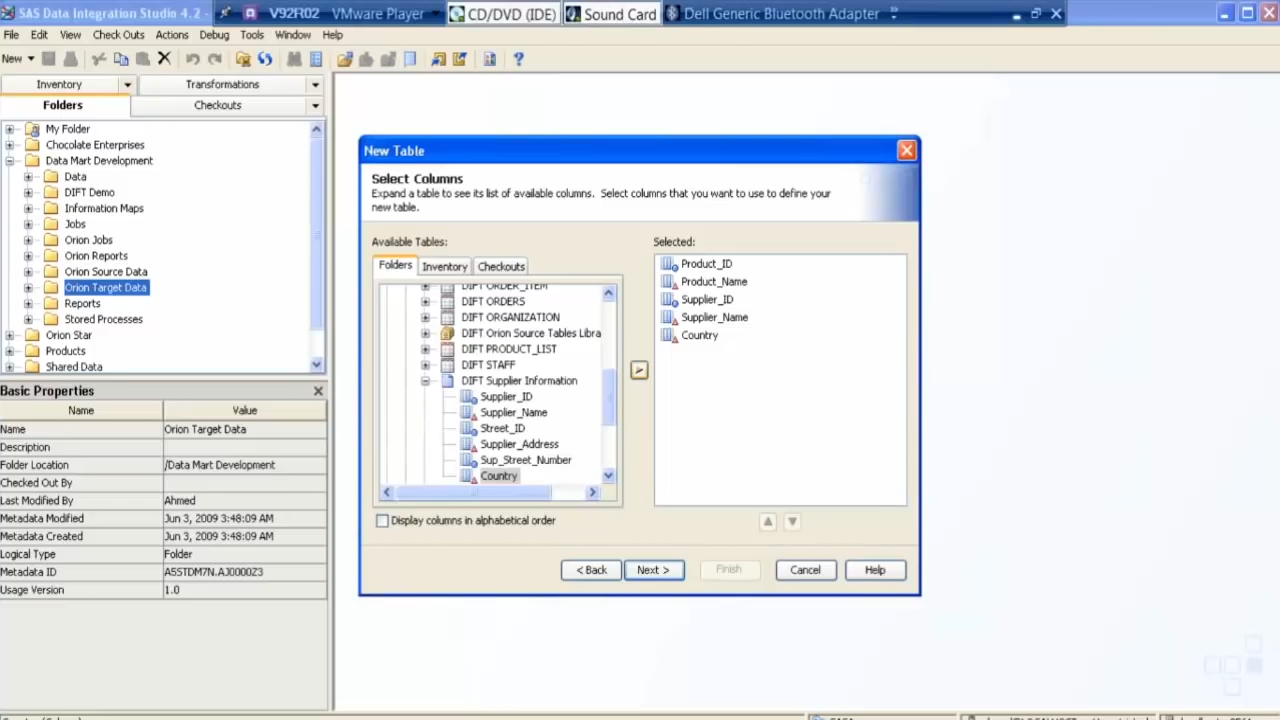 SAS Data Integration Studio 4.2 -
V92R02 VMware Player CD/DVD (IDE) Sound Card Dell Generic Bluetooth Adapter
File Edit View Check Outs Actions Debug Tools Window Help
New
Inventory Transformations
Folders Checkouts
My Folder
Chocolate Enterprises
Data Mart Development
Data
DIFT Demo
Information Maps
Jobs
Orion Jobs
Orion Reports
Orion Source Data
Orion Target Data
Reports
Stored Processes
Orion Star
Products
Shared Data
Basic Properties
Name Value
Name Orion Target Data
Description
Folder Location /Data Mart Development
Checked Out By
Last Modified By Ahmed
Metadata Modified Jun 3, 2009 3:48:09 AM
Metadata Created Jun 3, 2009 3:48:09 AM
Logical Type Folder
Metadata ID A5STDM7N.AJ0000Z3
Usage Version 1.0
New Table
Select Columns
Expand a table to see its list of available columns. Select columns that you want to use to define your
new table.
Available Tables:
Folders Inventory Checkouts
DIFT ORDER_ITEM
DIFT ORDERS
DIFT ORGANIZATION
DIFT Orion Source Tables Libra
DIFT PRODUCT_LIST
DIFT STAFF
DIFT Supplier Information
Supplier_ID
Supplier_Name
Street_ID
Supplier_Address
Sup_Street_Number
Country
Display columns in alphabetical order
Selected:
Product_ID
Product_Name
Supplier_ID
Supplier_Name
Country
< Back Next > Finish Cancel Help